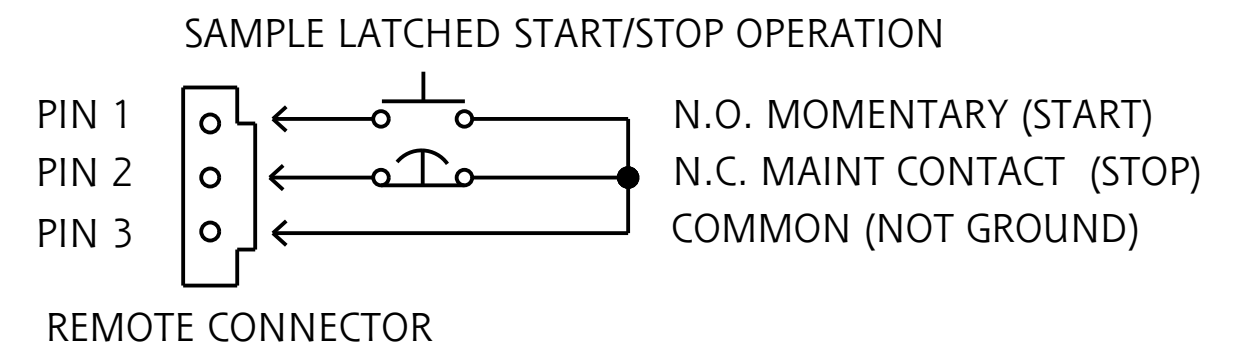 SAMPLE LATCHED START/STOP OPERATION
PIN 1 N.O. MOMENTARY (START)
PIN 2 N.C. MAINT CONTACT (STOP)
PIN 3 COMMON (NOT GROUND)
REMOTE CONNECTOR